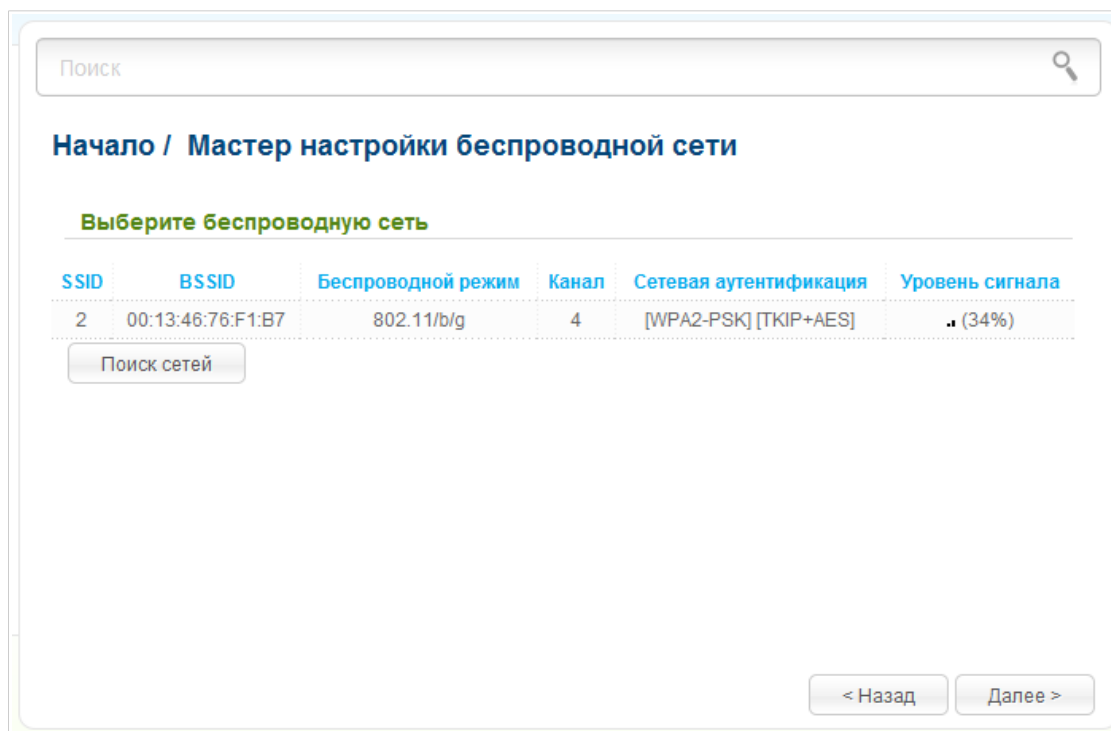 Поиск
Начало / Мастер настройки беспроводной сети
Выберите беспроводную сеть
SSID BSSID Беспроводной режим Канал Сетевая аутентификация Уровень сигнала
2 00:13:46:76:F1:B7 802.11/b/g 4 [WPA2-PSK] [TKIP+AES] (34%)
Поиск сетей
< Назад Далее >